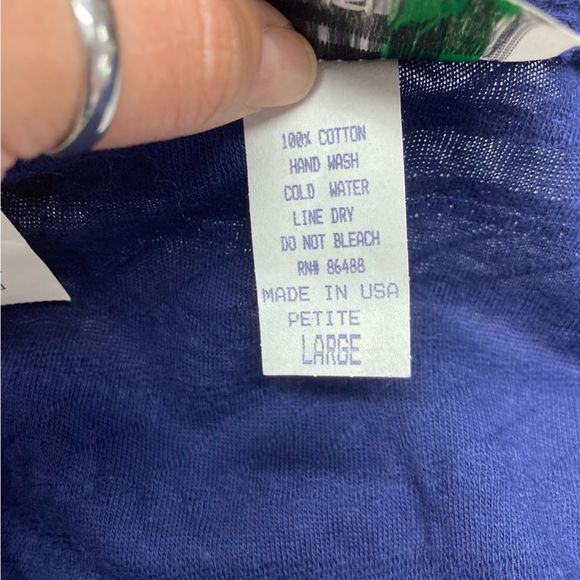 100% COTTON
HAND WASH
COLD WATER
LINE DRY
DO NOT BLEACH
RN# 86488
MADE IN USA
PETITE
LARGE